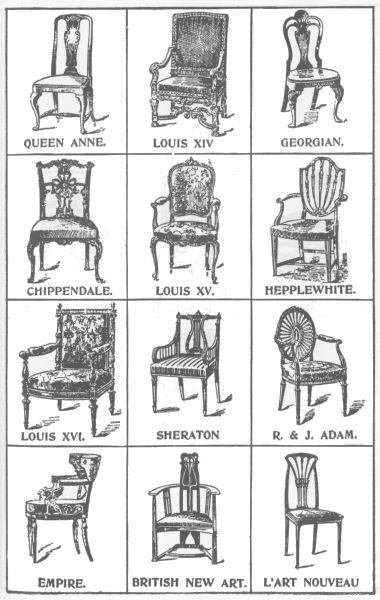 QUEEN ANNE.
LOUIS XIV
GEORGIAN.
CHIPPENDALE.
LOUIS XV.
HEPPLEWHITE.
LOUIS XVI.
SHERATON
R. & J. ADAM.
EMPIRE.
BRITISH NEW ART.
L'ART NOUVEAU